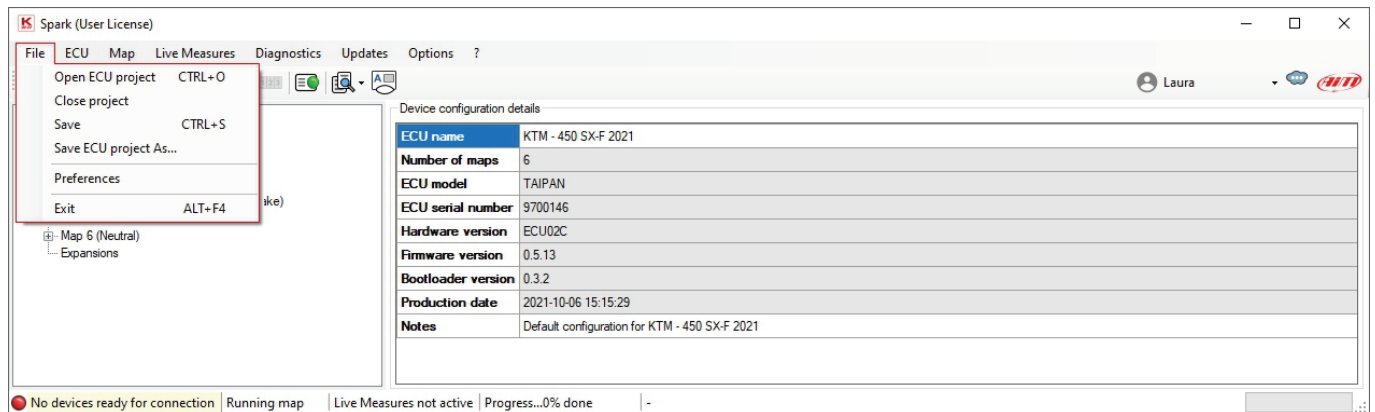 Spark (User License)
File ECU Map Live Measures Diagnostics Updates Options ?
Open ECU project CTRL+O
Close project
Save CTRL+S
Save ECU project As...
Preferences
Exit ALT+F4
Laura
AiM
Map 6 (Neutral)
Expansions
Device configuration details
ECU name KTM - 450 SX-F 2021
Number of maps 6
ECU model TAIPAN
ECU serial number 9700146
Hardware version ECU02C
Firmware version 0.5.13
Bootloader version 0.3.2
Production date 2021-10-06 15:15:29
Notes Default configuration for KTM - 450 SX-F 2021
No devices ready for connection Running map Live Measures not active Progress...0% done -